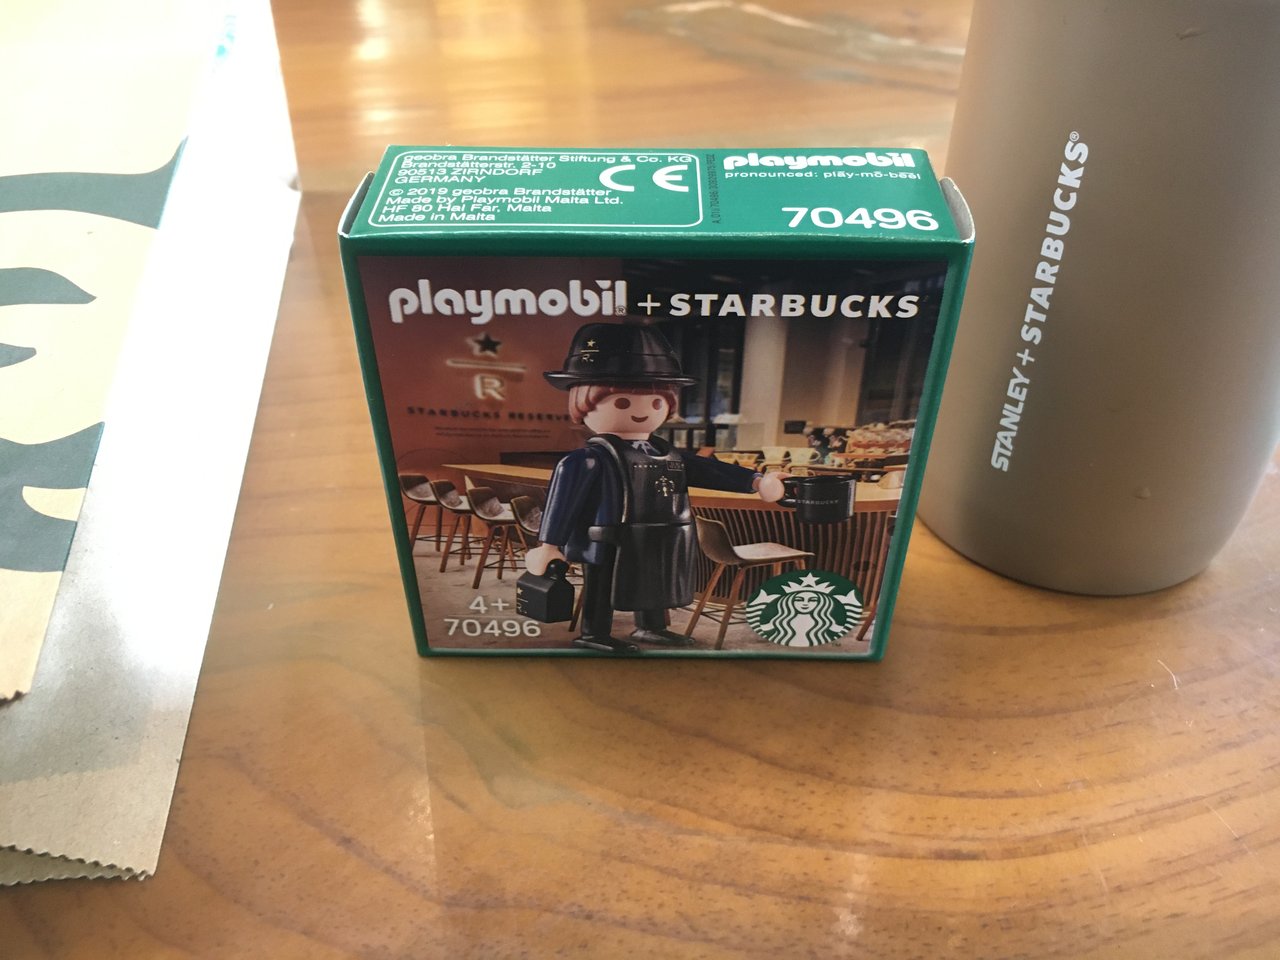 geobra Brandstätter Stiftung & Co. KG
Brandstätterstr. 2-10
90513 ZIRNDORF
GERMANY
© 2019 geobra Brandstätter
Made by Playmobil Malta Ltd.
HF 80 Hal Far, Malta
Made in Malta
CE
playmobil
pronounced: plāy-mō-bēēl
70496
playmobil® + STARBUCKS
R
STARBUCKS RESERVE
STARBUCKS
4+
70496
STANLEY + STARBUCKS®